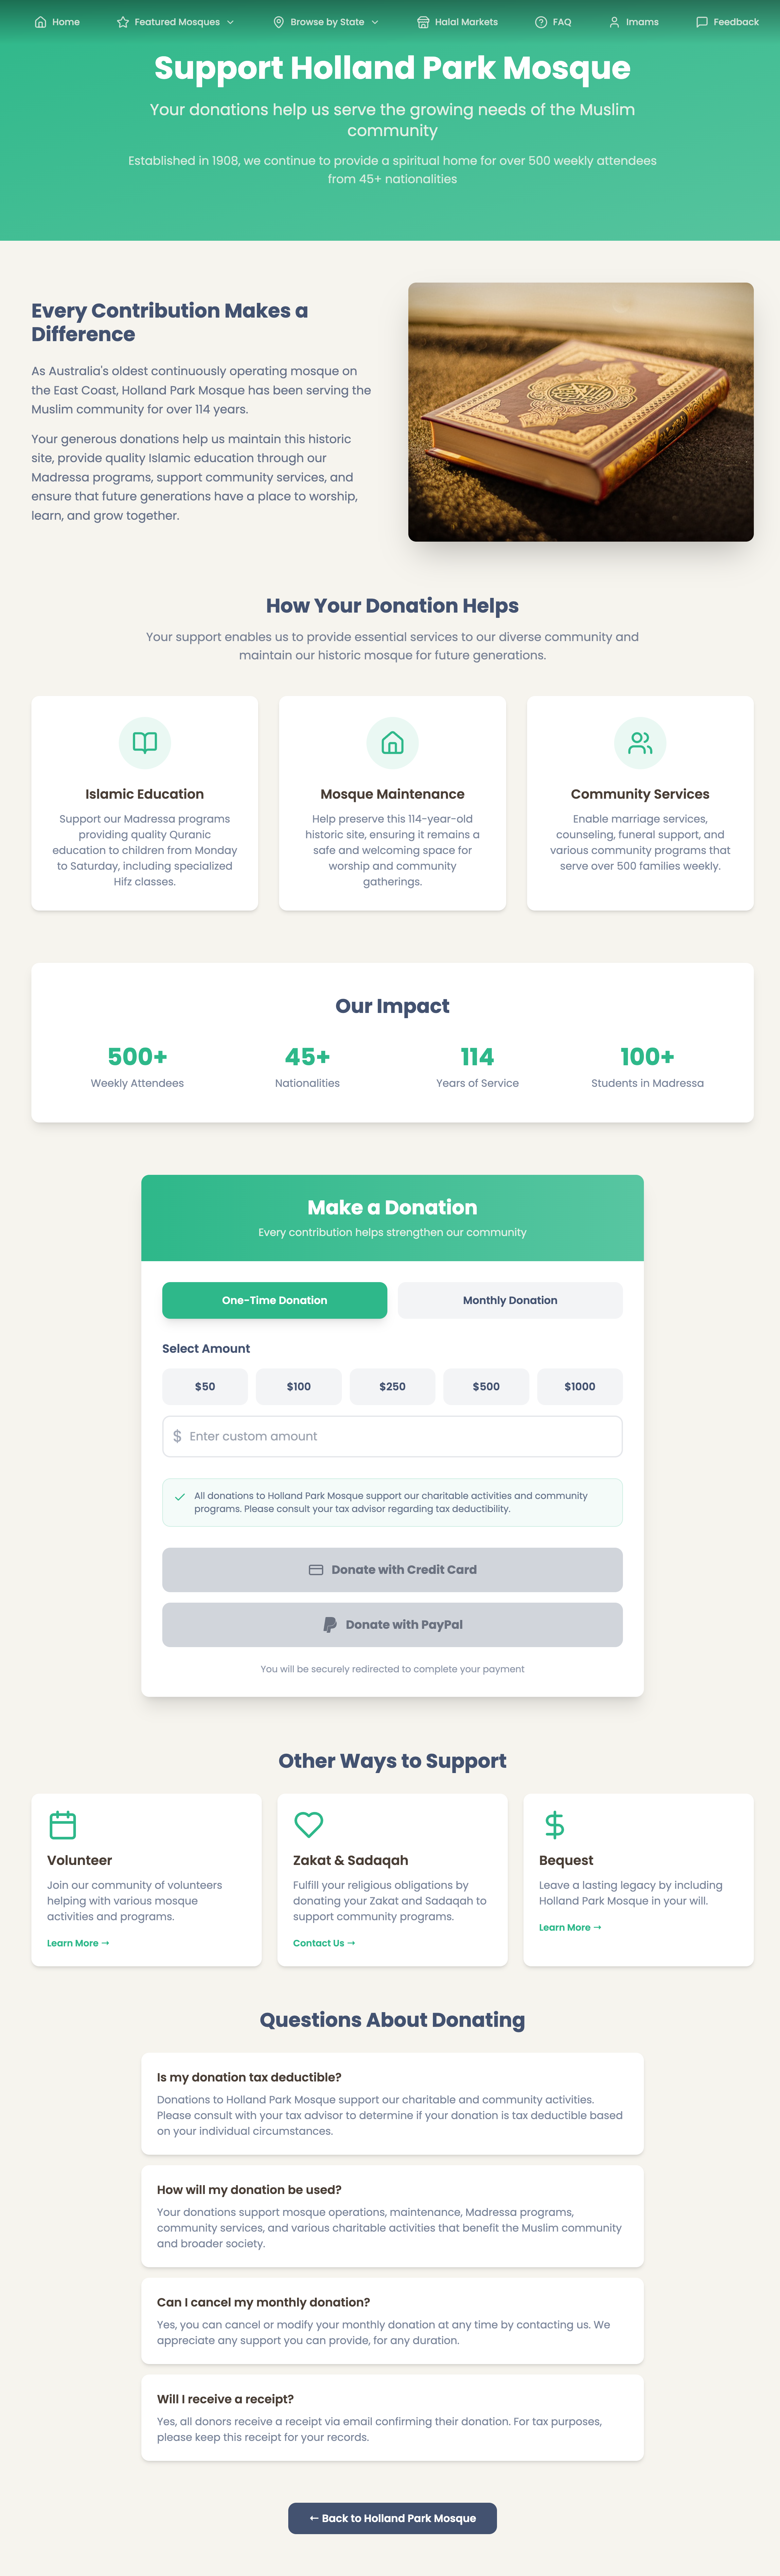 Home
Featured Mosques
Browse by State
Halal Markets
FAQ
Imams
Feedback
Support Holland Park Mosque
Your donations help us serve the growing needs of the Muslim
community
Established in 1908, we continue to provide a spiritual home for over 500 weekly attendees
from 45+ nationalities
Every Contribution Makes a
Difference
As Australia's oldest continuously operating mosque on
the East Coast, Holland Park Mosque has been serving the
Muslim community for over 114 years.
Your generous donations help us maintain this historic
site, provide quality Islamic education through our
Madressa programs, support community services, and
ensure that future generations have a place to worship,
learn, and grow together.
How Your Donation Helps
Your support enables us to provide essential services to our diverse community and
maintain our historic mosque for future generations.
Islamic Education
Support our Madressa programs
providing quality Quranic
education to children from Monday
to Saturday, including specialized
Hifz classes.
Mosque Maintenance
Help preserve this 114-year-old
historic site, ensuring it remains a
safe and welcoming space for
worship and community
gatherings.
Community Services
Enable marriage services,
counseling, funeral support, and
various community programs that
serve over 500 families weekly.
Our Impact
500+
Weekly Attendees
45+
Nationalities
114
Years of Service
100+
Students in Madressa
Make a Donation
Every contribution helps strengthen our community
One-Time Donation
Monthly Donation
Select Amount
$50
$100
$250
$500
$1000
$ Enter custom amount
All donations to Holland Park Mosque support our charitable activities and community
programs. Please consult your tax advisor regarding tax deductibility.
Donate with Credit Card
Donate with PayPal
You will be securely redirected to complete your payment
Other Ways to Support
Volunteer
Join our community of volunteers
helping with various mosque
activities and programs.
Learn More →
Zakat & Sadaqah
Fulfill your religious obligations by
donating your Zakat and Sadaqah to
support community programs.
Contact Us →
Bequest
Leave a lasting legacy by including
Holland Park Mosque in your will.
Learn More →
Questions About Donating
Is my donation tax deductible?
Donations to Holland Park Mosque support our charitable and community activities.
Please consult with your tax advisor to determine if your donation is tax deductible based
on your individual circumstances.
How will my donation be used?
Your donations support mosque operations, maintenance, Madressa programs,
community services, and various charitable activities that benefit the Muslim community
and broader society.
Can I cancel my monthly donation?
Yes, you can cancel or modify your monthly donation at any time by contacting us. We
appreciate any support you can provide, for any duration.
Will I receive a receipt?
Yes, all donors receive a receipt via email confirming their donation. For tax purposes,
please keep this receipt for your records.
← Back to Holland Park Mosque